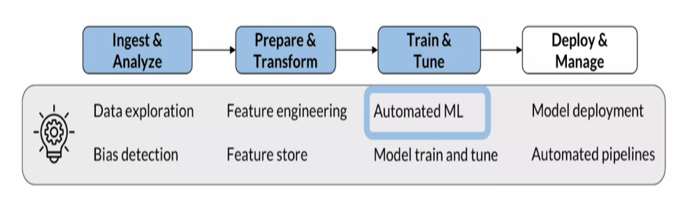 Ingest &
Analyze
Prepare &
Transform
Train &
Tune
Deploy &
Manage
Data exploration
Feature engineering
Automated ML
Model deployment
Bias detection
Feature store
Model train and tune
Automated pipelines